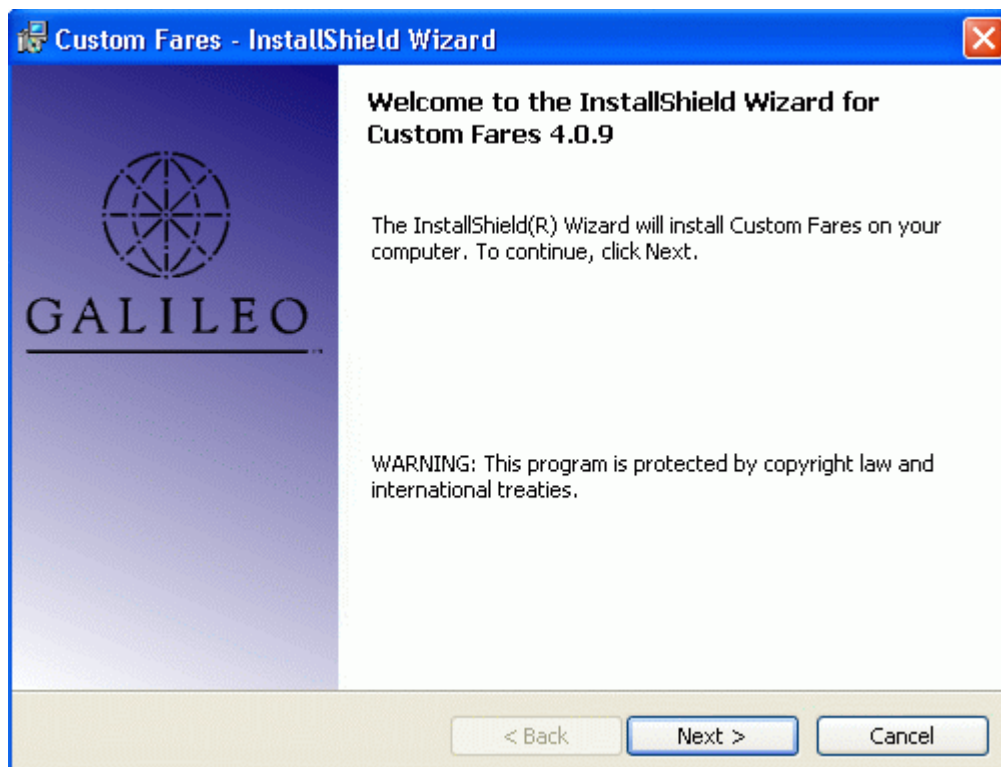 Custom Fares - InstallShield Wizard
GALILEO
Welcome to the InstallShield Wizard for
Custom Fares 4.0.9
The InstallShield(R) Wizard will install Custom Fares on your
computer. To continue, click Next.
WARNING: This program is protected by copyright law and
international treaties.
< Back
Next >
Cancel